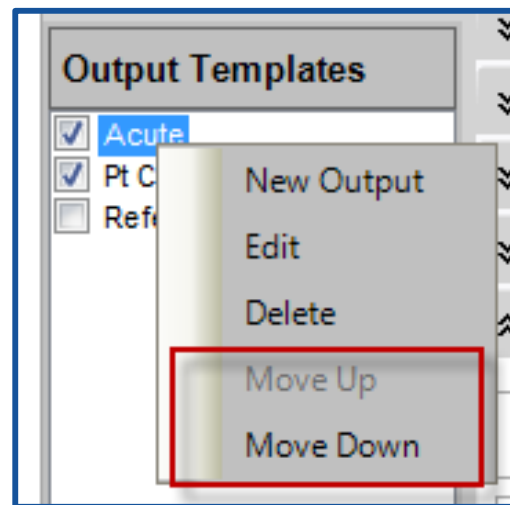 Output Templates
Acute
Pt C
Refe
New Output
Edit
Delete
Move Up
Move Down